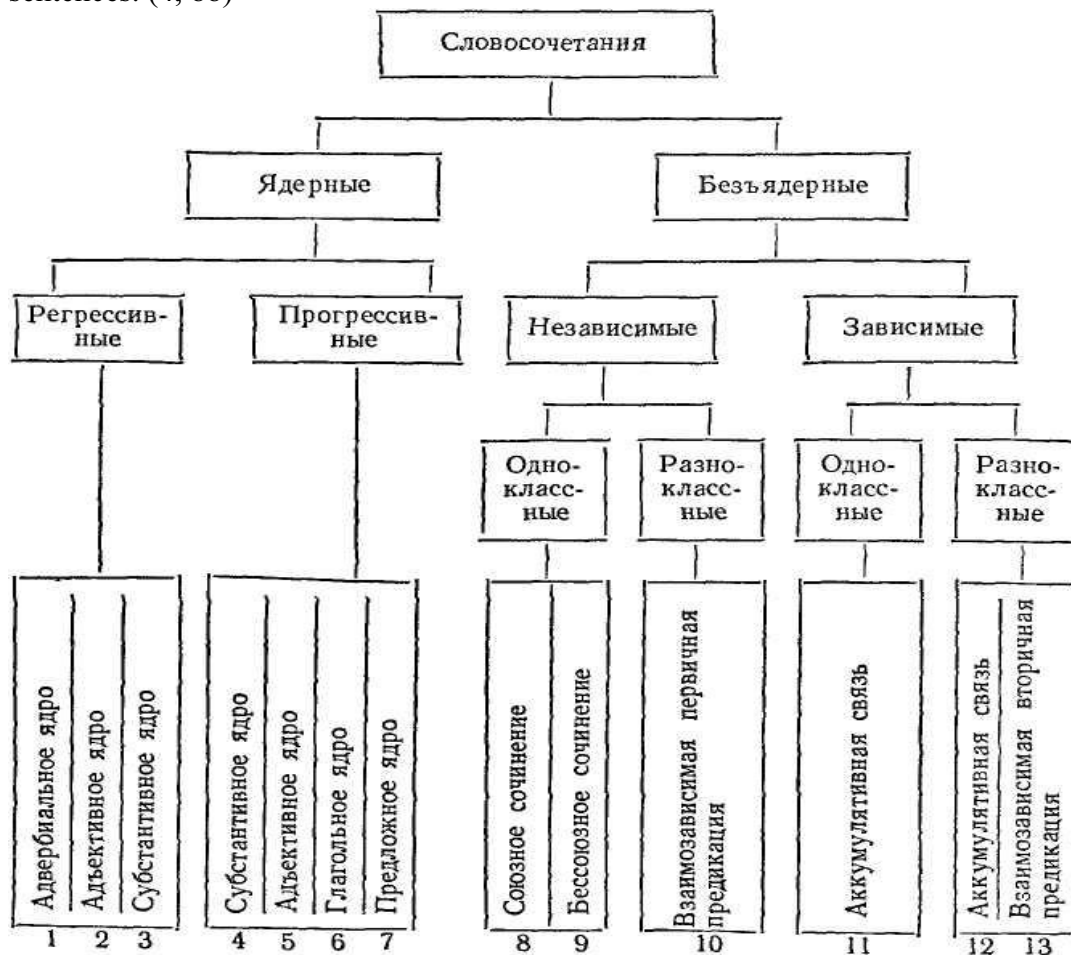 Словосочетания
Ядерные
Безъядерные
Регрессив-
ные
Прогрессив-
ные
Независимые
Зависимые
Одно-
класс-
ные
Разно-
класс-
ные
Одно-
класс-
ные
Разно-
класс-
ные
Адвербиальное ядро
Адъективное ядро
Субстантивное ядро
Субстантивное ядро
Адъективное ядро
Глагольное ядро
Предложное ядро
Союзное сочинение
Бессоюзное сочинение
Взаимозависимая первичная
предикация
Аккумулятивная связь
Аккумулятивная связь
Взаимозависимая вторичная
предикация
1 2 3 4 5 6 7 8 9 10 11 12 13